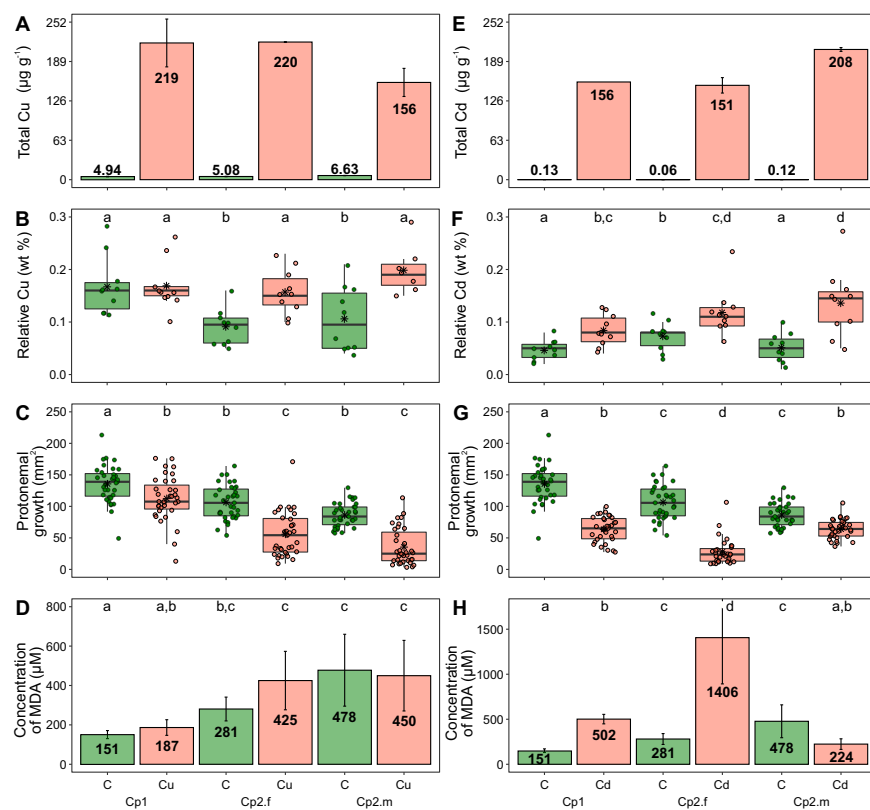 A
Total Cu (µg g⁻¹)
252
189
126
63
0
4.94
219
5.08
220
6.63
156
E
Total Cd (µg g⁻¹)
252
189
126
63
0
0.13
156
0.06
151
0.12
208
B
Relative Cu (wt %)
0.3
0.2
0.1
0.0
a a b a b a
F
Relative Cd (wt %)
0.3
0.2
0.1
0.0
a b,c b c,d a d
C
Protonemal
growth (mm²)
250
200
150
100
50
0
a b b c b c
G
Protonemal
growth (mm²)
250
200
150
100
50
0
a b c d c b
D
Concentration
of MDA (µM)
800
600
400
200
0
a a,b b,c c c c
151
187
281
425
478
450
C Cu C Cu C Cu
Cp1 Cp2.f Cp2.m
H
Concentration
of MDA (µM)
1500
1000
500
0
a b c d c a,b
151
502
281
1406
478
224
C Cd C Cd C Cd
Cp1 Cp2.f Cp2.m